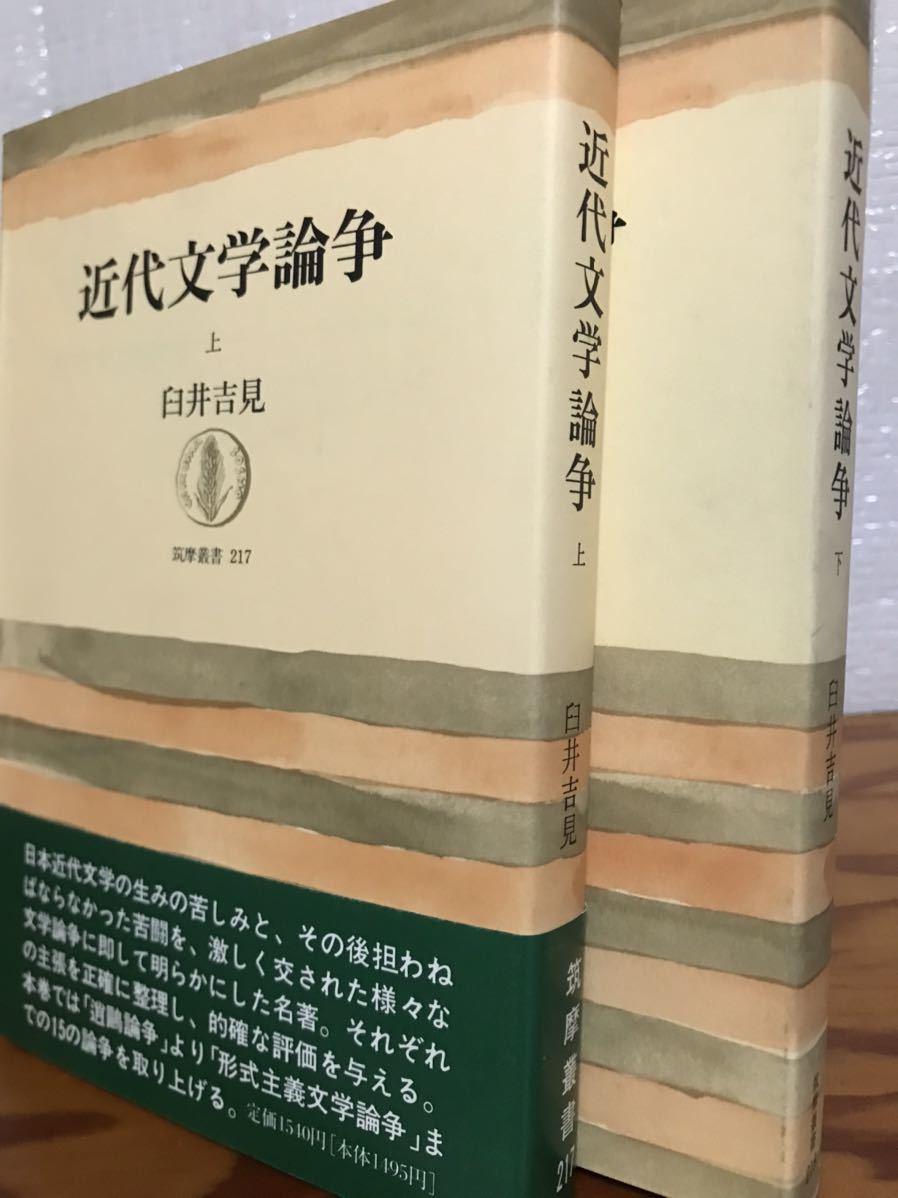 近代文学論争
上
臼井吉見
筑摩叢書 217
日本近代文学の生みの苦しみと、その後担わね
ばならなかった苦闘を、激しく交された様々な
文学論争に即して明らかにした名著。それぞれ
の主張を正確に整理し、的確な評価を与える。
本巻では「逍鷗論争」より「形式主義文学論争」ま
での15の論争を取り上げる。定価1540円[本体1495円]
近代文学論争 上
臼井吉見
筑摩叢書
217
近代文学論争 下
臼井吉見